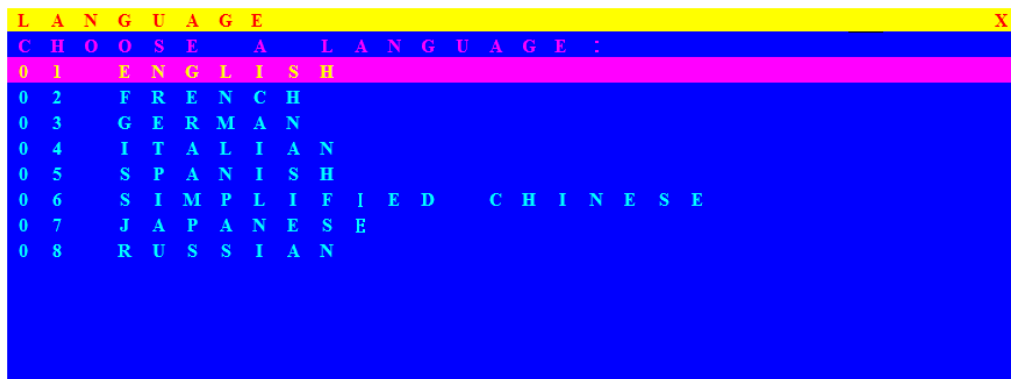 LANGUAGE X
CHOOSE A LANGUAGE:
01 ENGLISH
02 FRENCH
03 GERMAN
04 ITALIAN
05 SPANISH
06 SIMPLIFIED CHINESE
07 JAPANESE
08 RUSSIAN